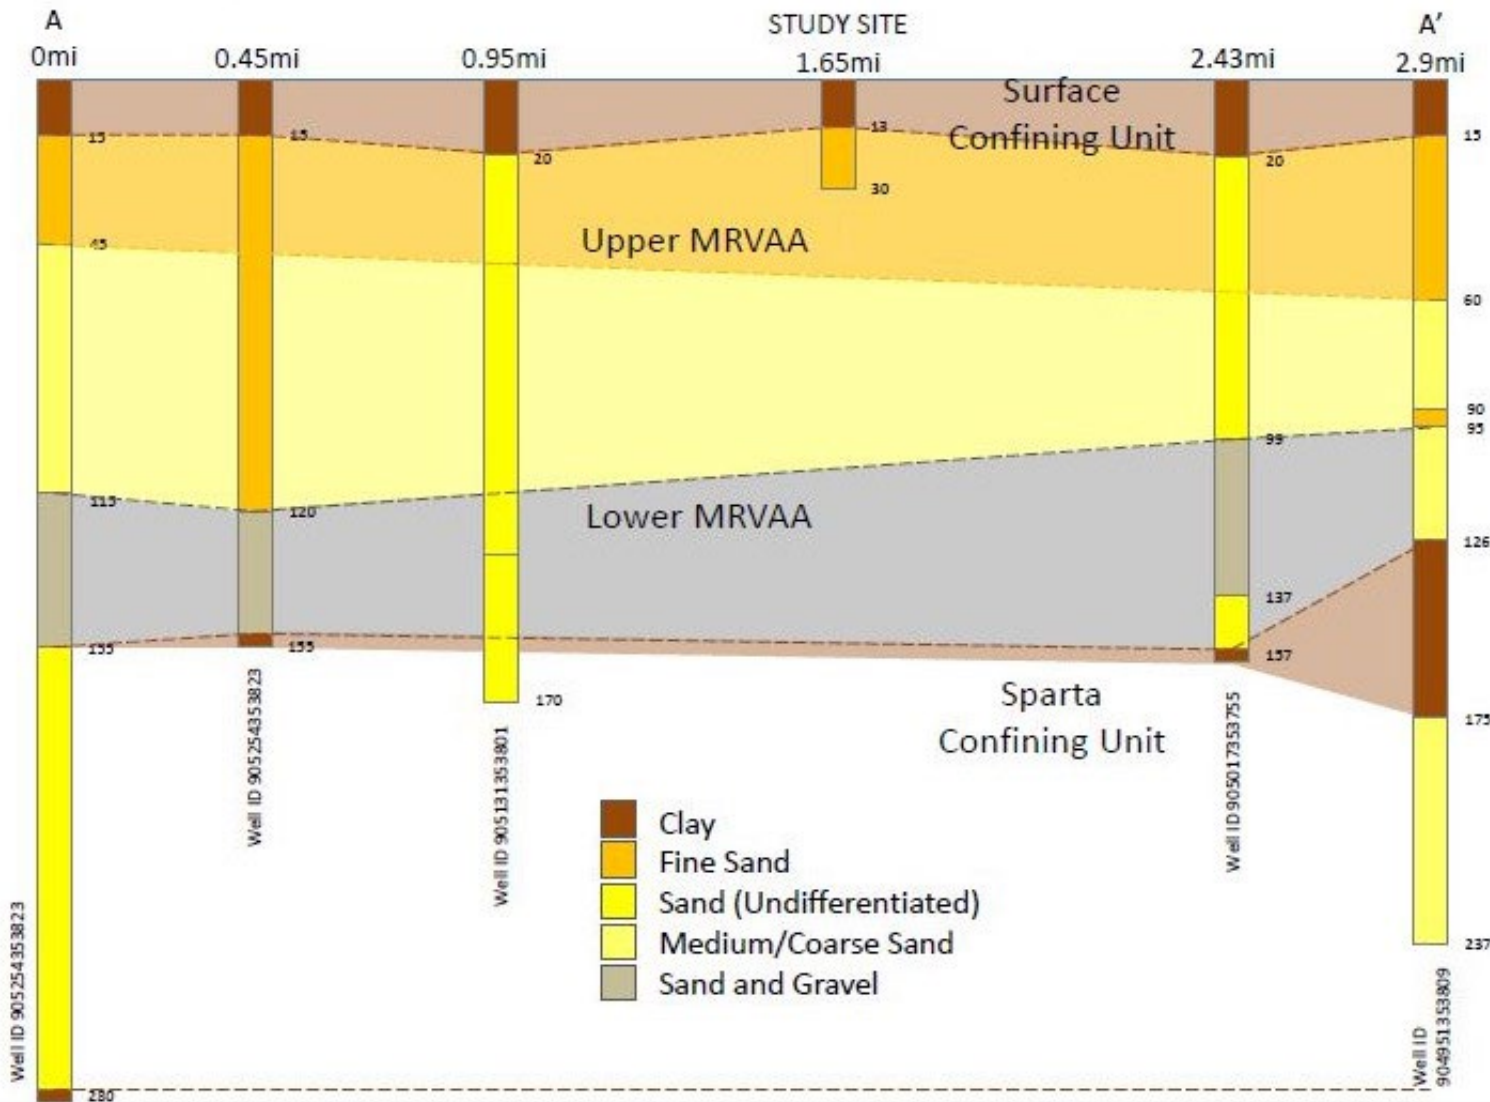 A
STUDY SITE
A’
0mi
0.45mi
0.95mi
1.65mi
2.43mi
2.9mi
Surface
Confining Unit
15
15
20
13
20
15
30
45
Upper MRVAA
60
90
95
99
115
120
Lower MRVAA
126
137
155
155
157
170
175
Sparta
Confining Unit
Well ID 905254353823
Well ID 905131353801
Well ID 905017353755
Clay
Fine Sand
Sand (Undifferentiated)
Medium/Coarse Sand
Sand and Gravel
237
Well ID 905254353823
Well ID
904951353809
280